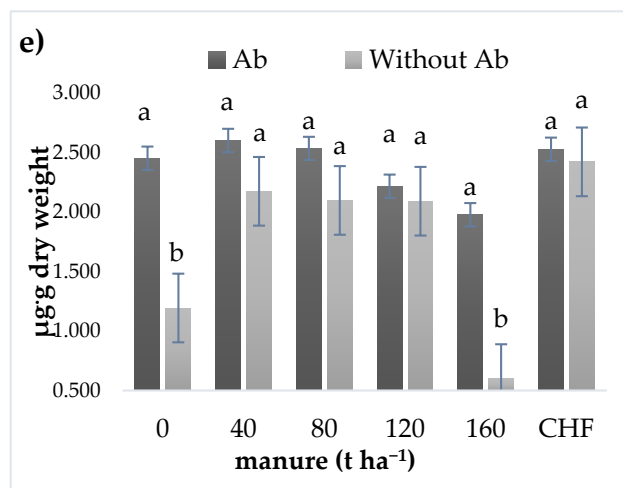 e)
Ab Without Ab
3.000
2.500
2.000
1.500
1.000
0.500
µg·g dry weight
a a a a a a a a a a
b b
0 40 80 120 160 CHF
manure (t ha⁻¹)